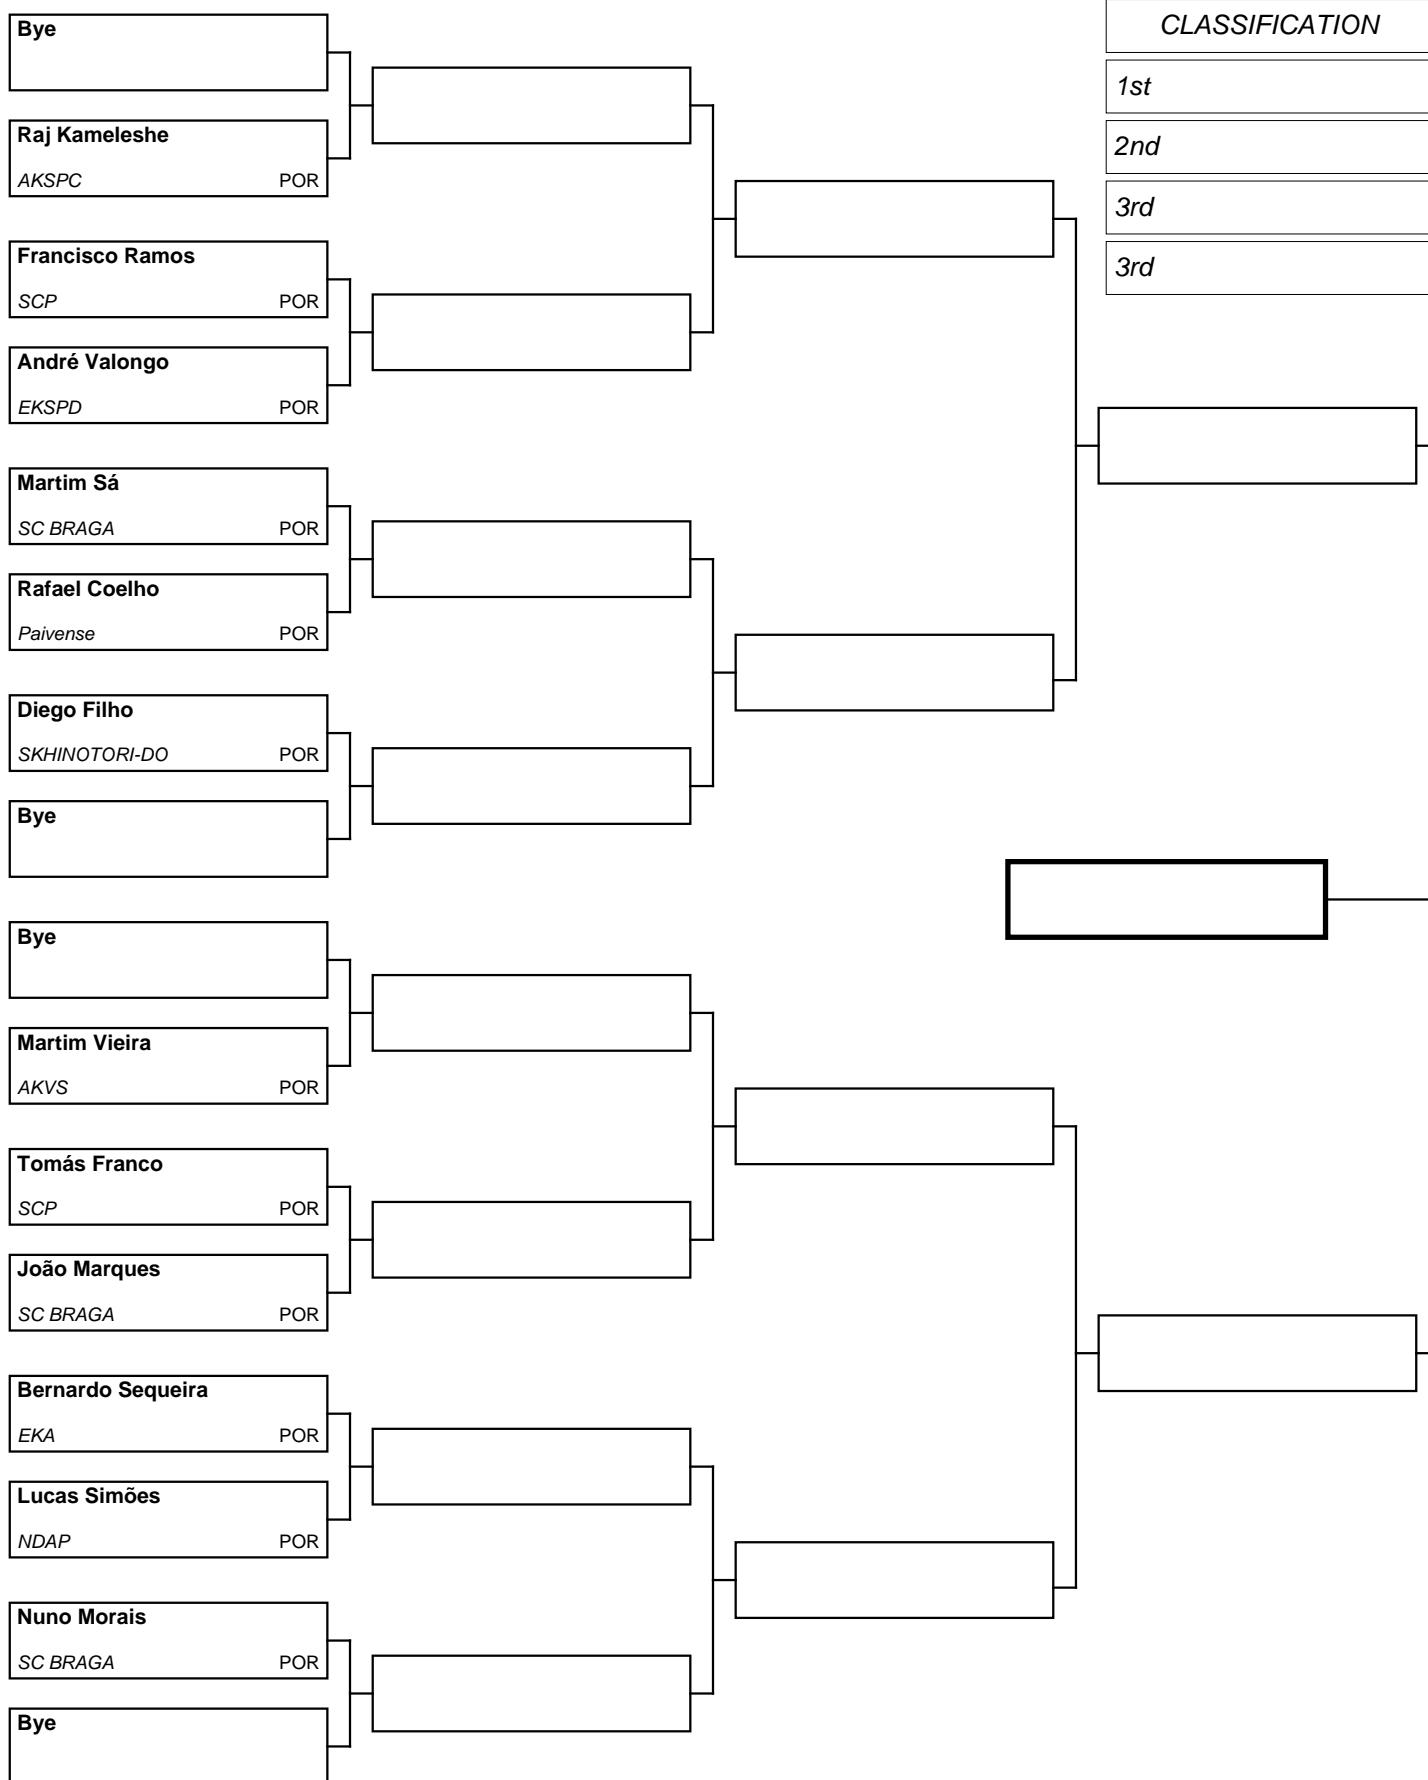 Bye
Raj Kameleshe
AKSPC POR
Francisco Ramos
SCP POR
André Valongo
EKSPD POR
Martim Sá
SC BRAGA POR
Rafael Coelho
Paivense POR
Diego Filho
SKHINOTORI-DO POR
Bye
Bye
Martim Vieira
AKVS POR
Tomás Franco
SCP POR
João Marques
SC BRAGA POR
Bernardo Sequeira
EKA POR
Lucas Simões
NDAP POR
Nuno Morais
SC BRAGA POR
Bye
CLASSIFICATION
1st
2nd
3rd
3rd